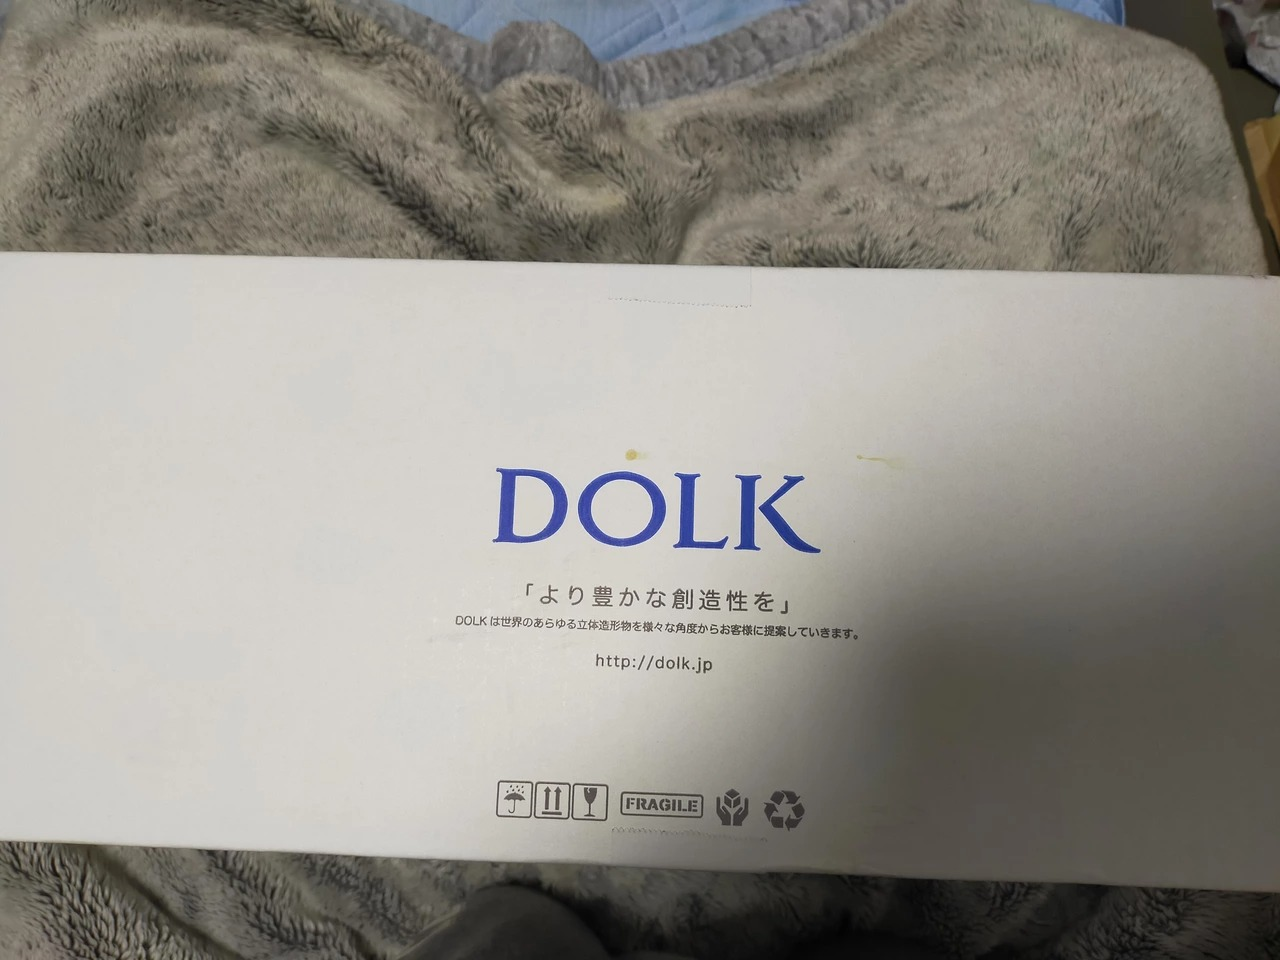 DOLK
「より豊かな創造性を」
DOLKは世界のあらゆる立体造形物を様々な角度からお客様に提案していきます。
http://dolk.jp
FRAGILE